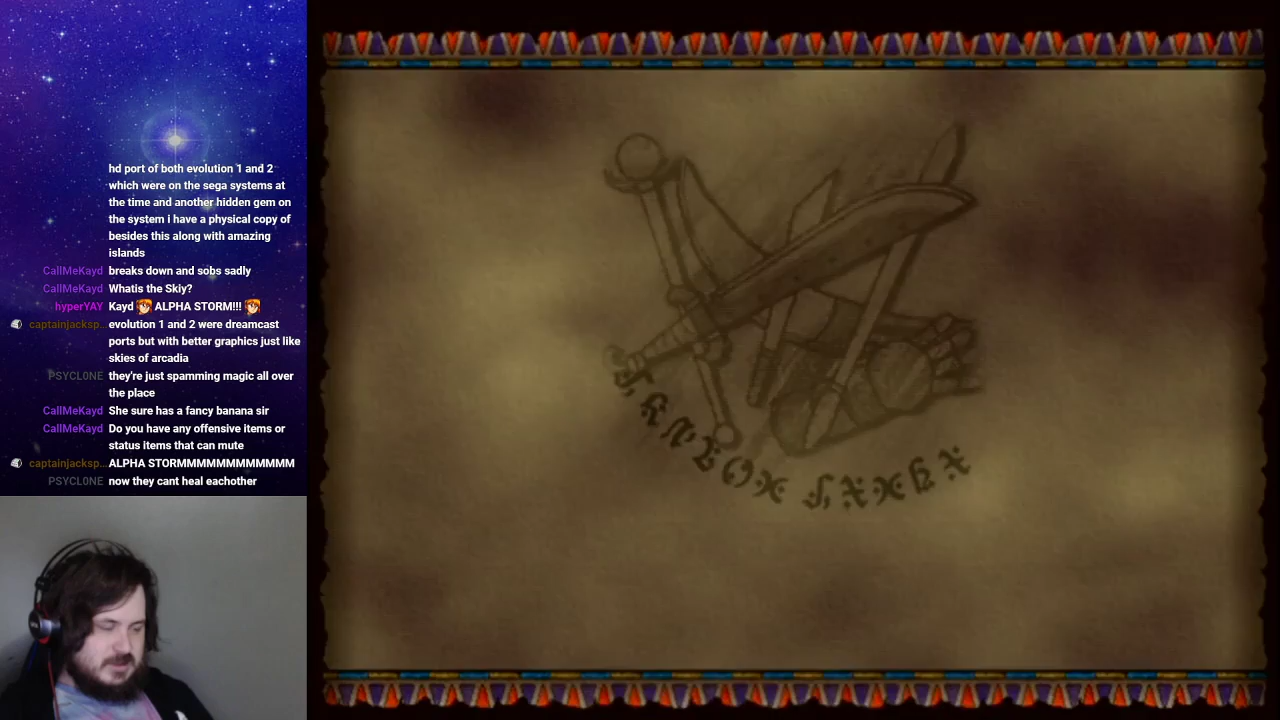 hd port of both evolution 1 and 2
which were on the sega systems at
the time and another hidden gem on
the system i have a physical copy of
besides this along with amazing
islands
CallMeKayd breaks down and sobs sadly
CallMeKayd Whatis the Skiy?
hyperYAY Kayd ALPHA STORM!!!
captainjacksp... evolution 1 and 2 were dreamcast
ports but with better graphics just like
skies of arcadia
PSYCL0NE they're just spamming magic all over
the place
CallMeKayd She sure has a fancy banana sir
CallMeKayd Do you have any offensive items or
status items that can mute
captainjacksp... ALPHA STORMMMMMMMMMMMM
PSYCL0NE now they cant heal eachother